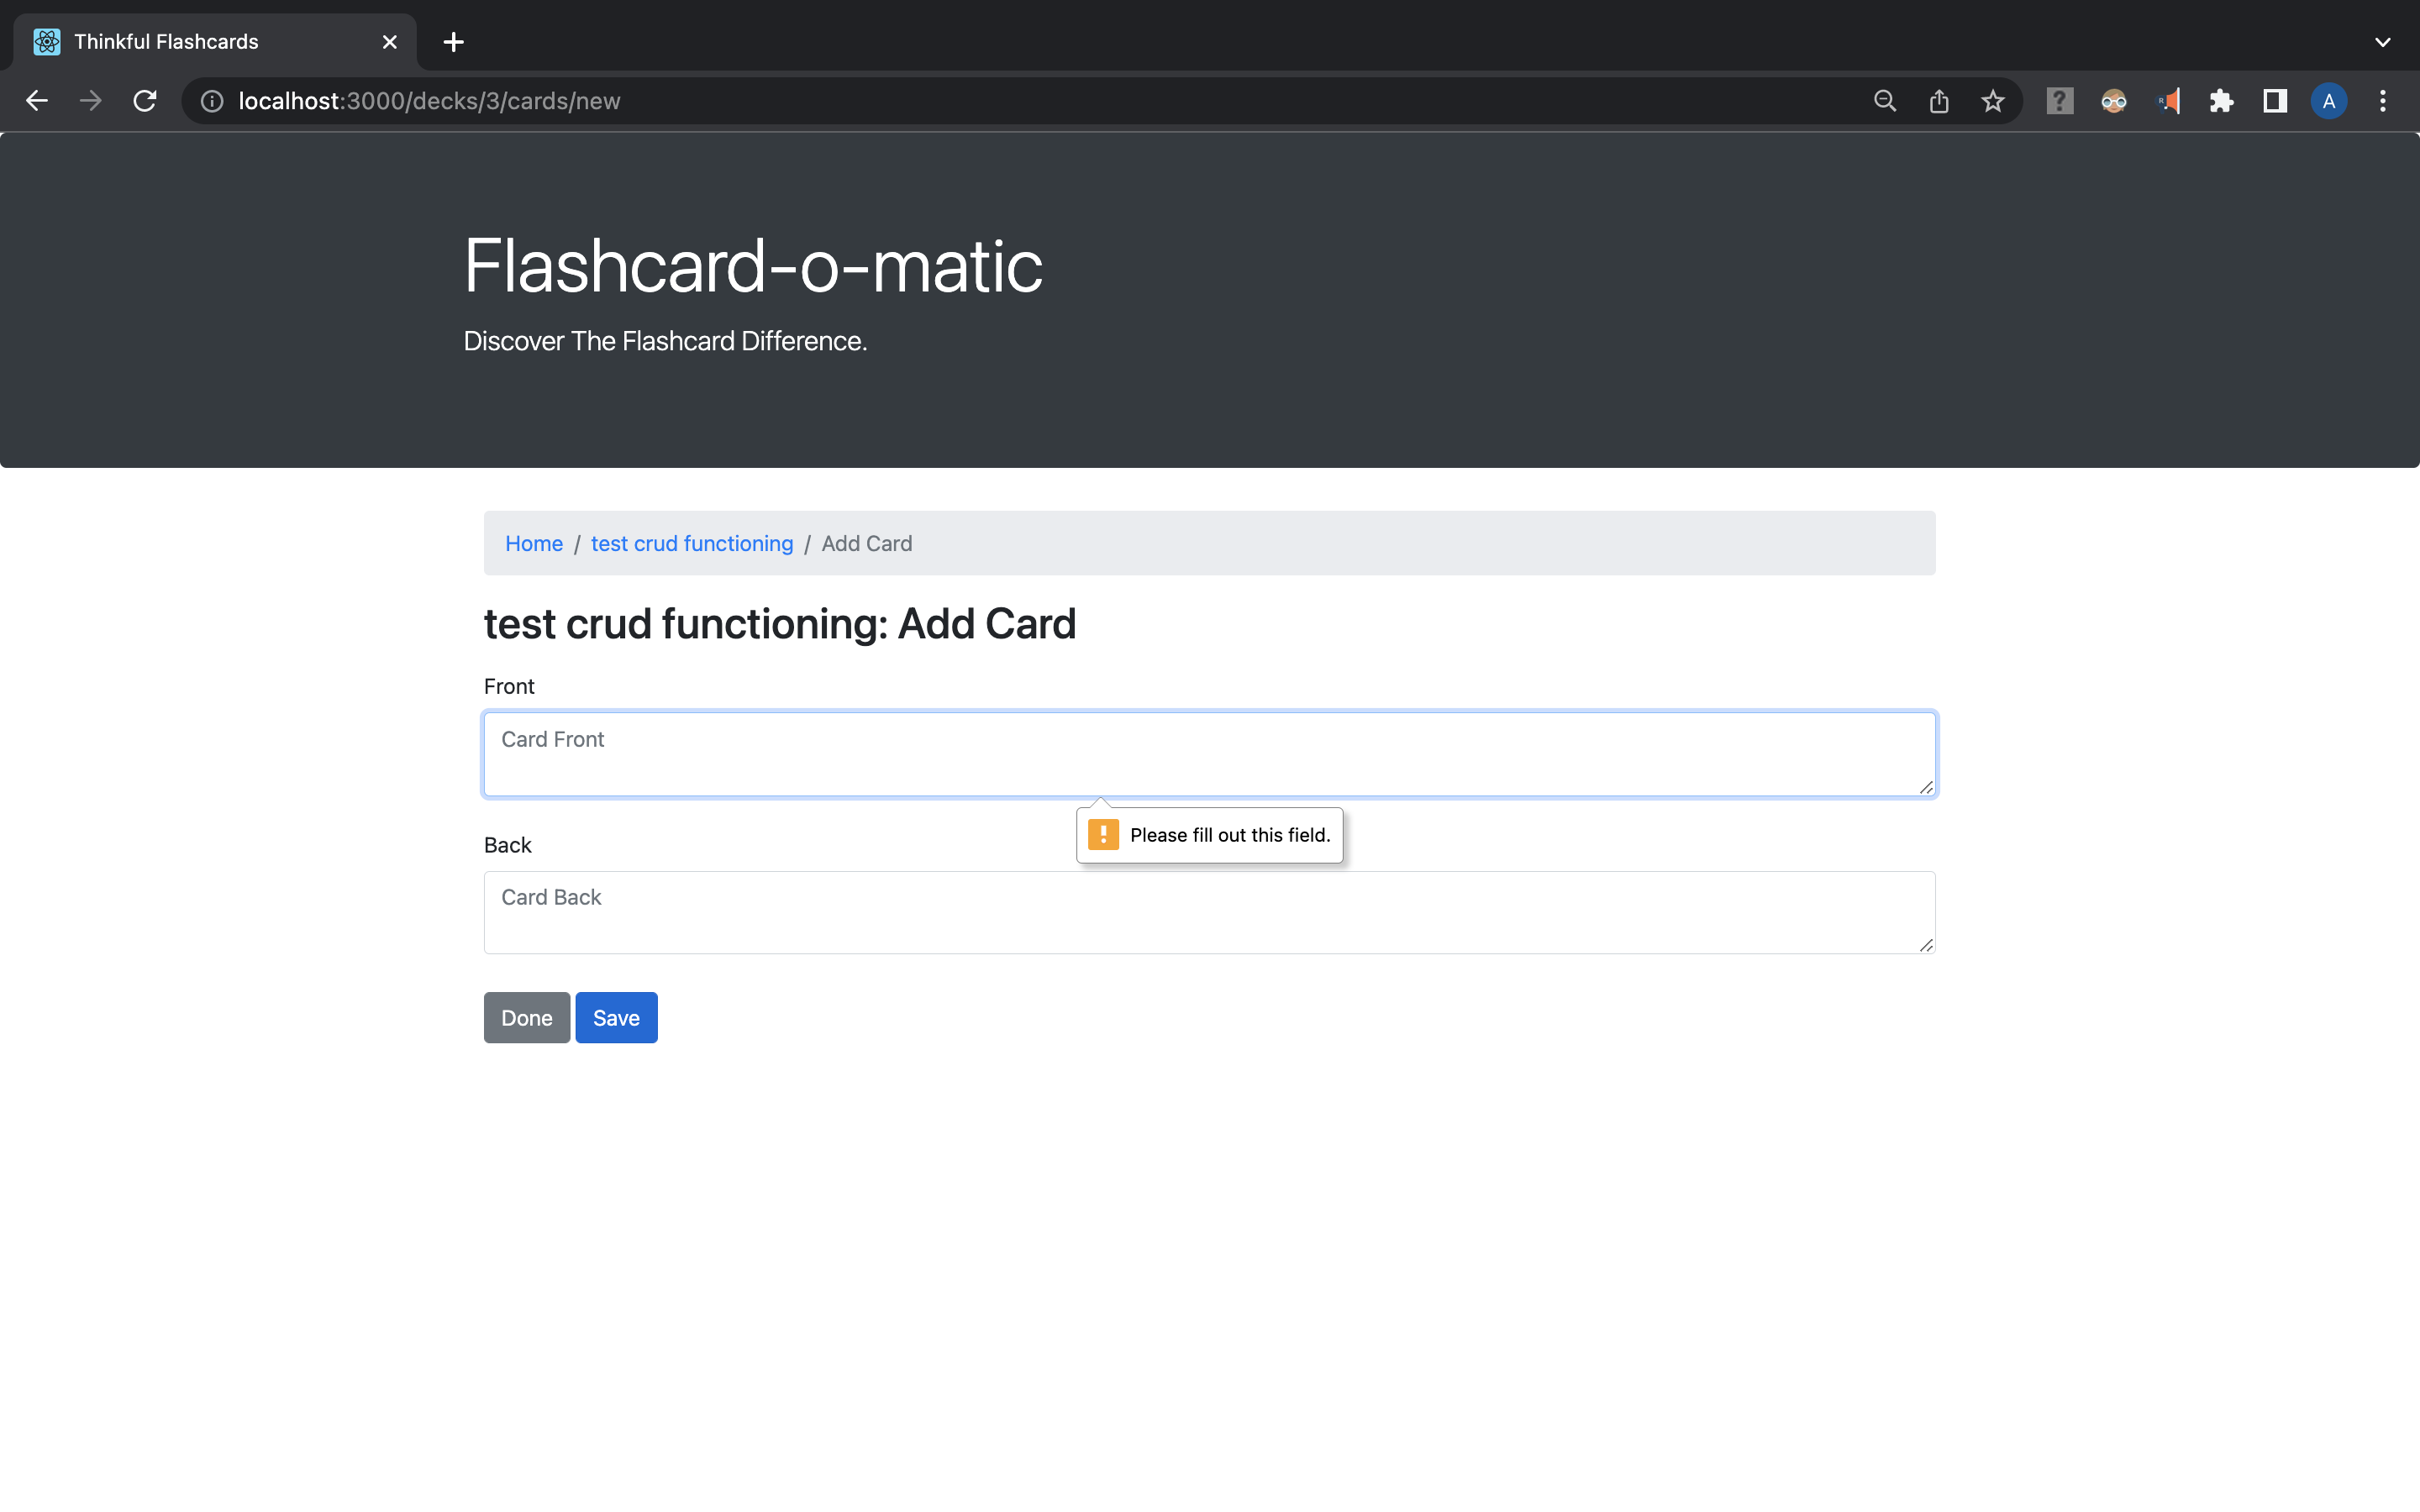 Thinkful Flashcards
localhost:3000/decks/3/cards/new
A
Flashcard-o-matic
Discover The Flashcard Difference.
Home / test crud functioning / Add Card
test crud functioning: Add Card
Front
Card Front
Please fill out this field.
Back
Card Back
Done Save